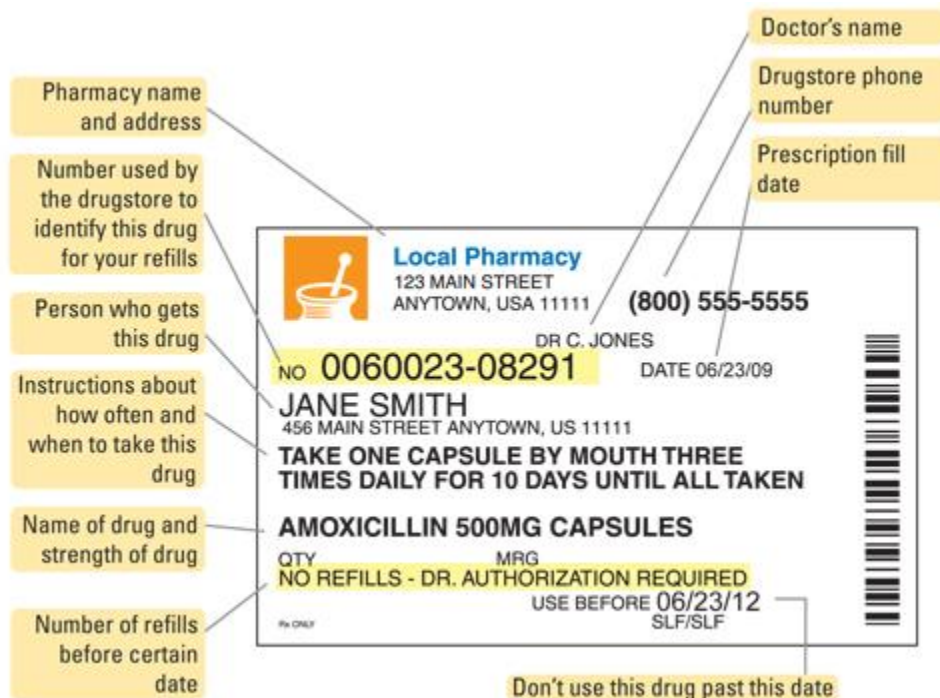 Doctor's name
Drugstore phone
number
Prescription fill
date
Pharmacy name
and address
Number used by
the drugstore to
identify this drug
for your refills
Person who gets
this drug
Instructions about
how often and
when to take this
drug
Name of drug and
strength of drug
Number of refills
before certain
date
Local Pharmacy
123 MAIN STREET
ANYTOWN, USA 11111
(800) 555-5555
DR C. JONES
NO 0060023-08291
DATE 06/23/09
JANE SMITH
456 MAIN STREET ANYTOWN, US 11111
TAKE ONE CAPSULE BY MOUTH THREE
TIMES DAILY FOR 10 DAYS UNTIL ALL TAKEN
AMOXICILLIN 500MG CAPSULES
QTY MRG
NO REFILLS - DR. AUTHORIZATION REQUIRED
USE BEFORE 06/23/12
SLF/SLF
Rx ONLY
Don't use this drug past this date